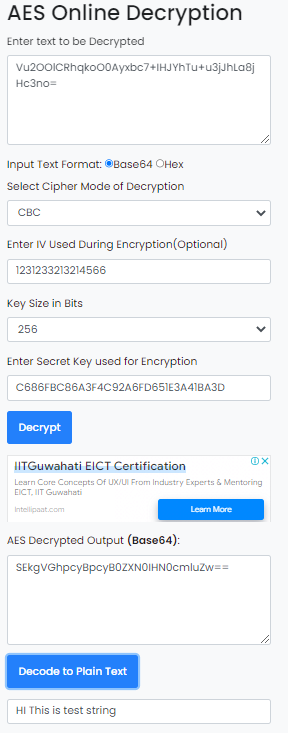 AES Online Decryption
Enter text to be Decrypted
Vu2OOlCRhqkoO0Ayxbc7+IHJYhTu+u3jJhLa8j
Hc3no=
Input Text Format: Base64 Hex
Select Cipher Mode of Decryption
CBC
Enter IV Used During Encryption(Optional)
1231233213214566
Key Size in Bits
256
Enter Secret Key used for Encryption
C686FBC86A3F4C92A6FD651E3A41BA3D
Decrypt
IITGuwahati EICT Certification
Learn Core Concepts Of UX/UI From Industry Experts & Mentoring
EICT, IIT Guwahati
intellipaat.com
Learn More
AES Decrypted Output (Base64):
SEkgVGhpcyBpcyB0ZXN0IHN0cmluZw==
Decode to Plain Text
HI This is test string